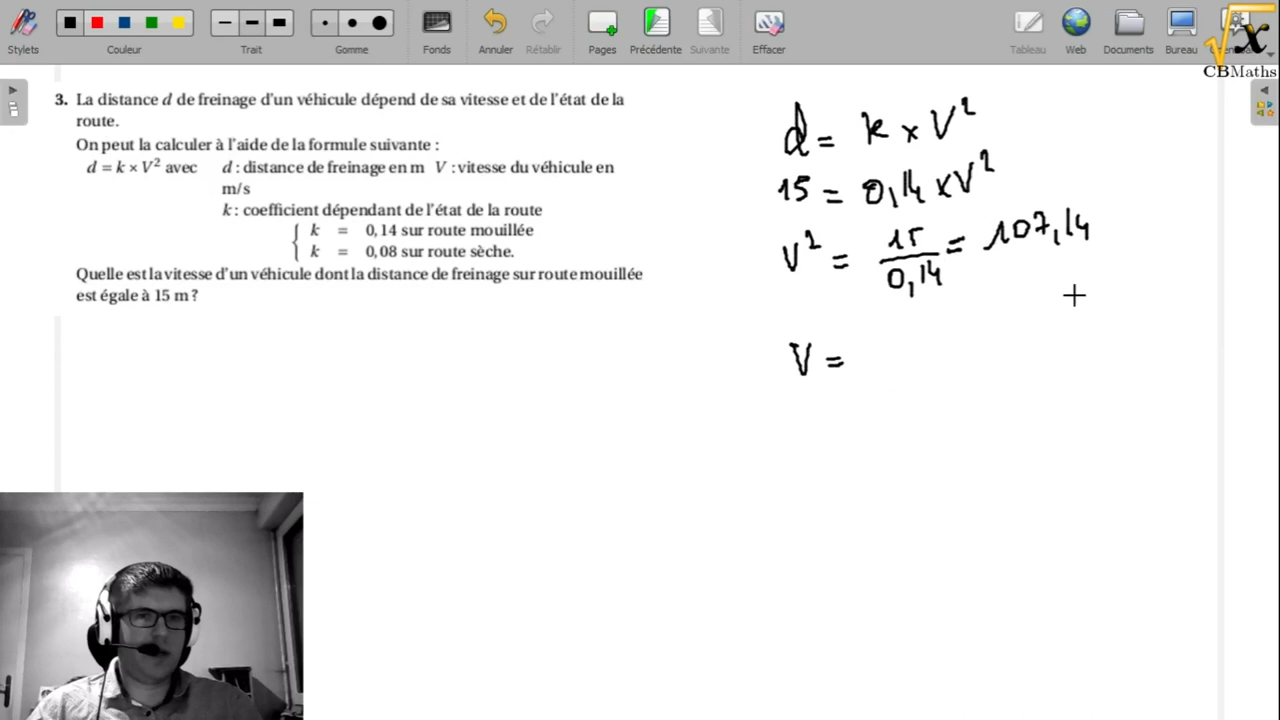 Stylets
Couleur
Trait
Gomme
Fonds
Annuler
Rétablir
Pages
Précédente
Suivante
Effacer
Tableau
Web
Documents
Bureau
√x
CBMaths
3. La distance d de freinage d'un véhicule dépend de sa vitesse et de l'état de la
route.
On peut la calculer à l'aide de la formule suivante :
d = k × V² avec d : distance de freinage en m V : vitesse du véhicule en
m/s
k : coefficient dépendant de l'état de la route
k = 0,14 sur route mouillée
k = 0,08 sur route sèche.
Quelle est la vitesse d'un véhicule dont la distance de freinage sur route mouillée
est égale à 15 m ?
d = k × V²
15 = 0,14 × V²
V² = 15/0,14 = 107,14
V =